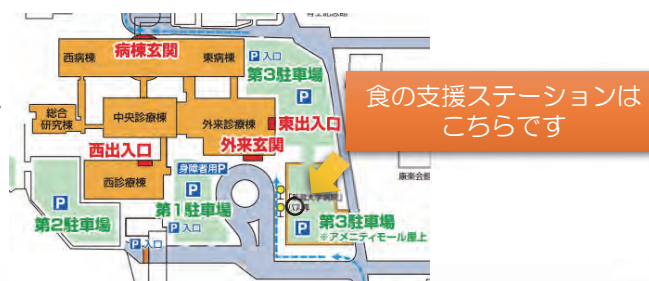 病棟玄関
西病棟
東病棟
P 入口
第3駐車場
P
食の支援ステーションは
こちらです
総合
研究棟
中央診療棟
外来診療棟
東出入口
西出入口
外来玄関
身障者用P
西診療棟
P
康楽会館
P
第1駐車場
第2駐車場
P 入口
P 入口
第3駐車場
※アメニティモール屋上
P